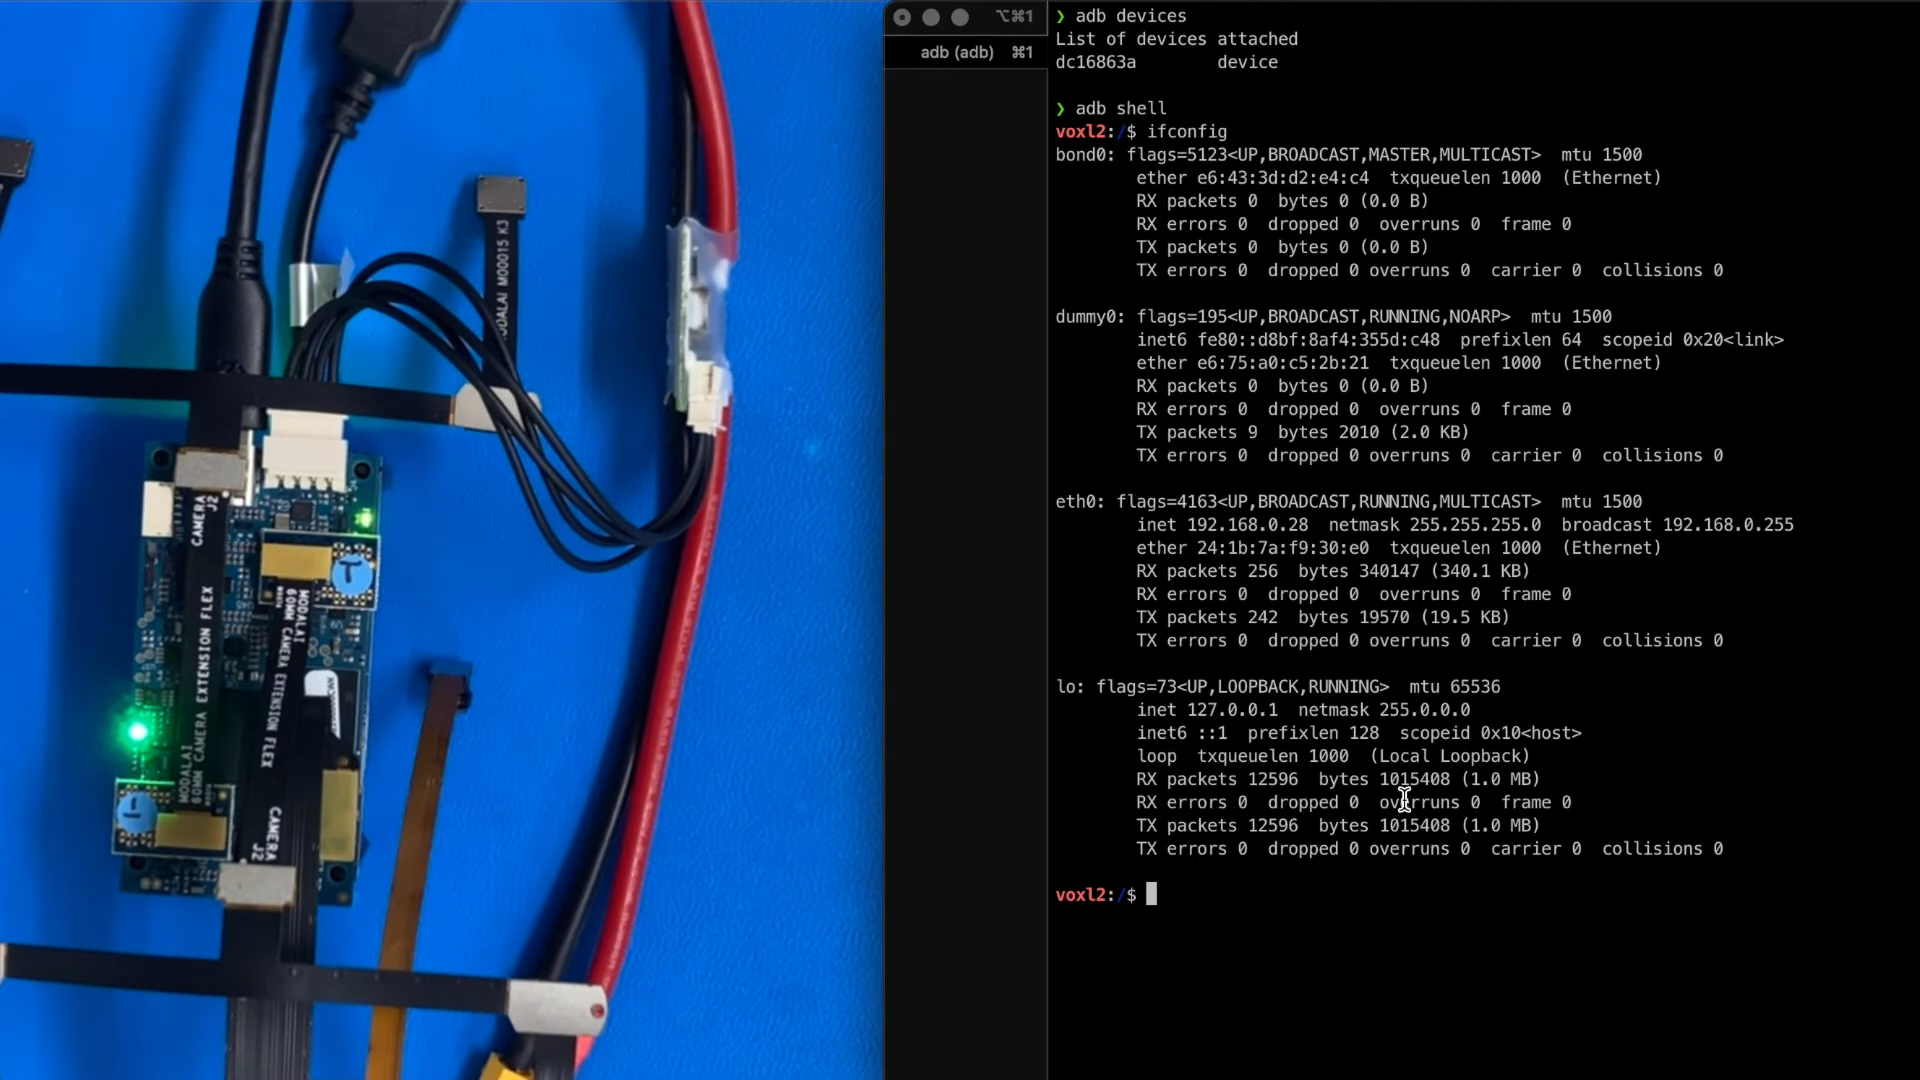 ⌥⌘1
adb (adb) ⌘1
❯ adb devices
List of devices attached
dc16863a        device
❯ adb shell
voxl2:/$ ifconfig
bond0: flags=5123<UP,BROADCAST,MASTER,MULTICAST>  mtu 1500
ether e6:43:3d:d2:e4:c4  txqueuelen 1000  (Ethernet)
RX packets 0  bytes 0 (0.0 B)
RX errors 0  dropped 0  overruns 0  frame 0
TX packets 0  bytes 0 (0.0 B)
TX errors 0  dropped 0 overruns 0  carrier 0  collisions 0
dummy0: flags=195<UP,BROADCAST,RUNNING,NOARP>  mtu 1500
inet6 fe80::d8bf:8af4:355d:c48  prefixlen 64  scopeid 0x20<link>
ether e6:75:a0:c5:2b:21  txqueuelen 1000  (Ethernet)
RX packets 0  bytes 0 (0.0 B)
RX errors 0  dropped 0  overruns 0  frame 0
TX packets 9  bytes 2010 (2.0 KB)
TX errors 0  dropped 0 overruns 0  carrier 0  collisions 0
eth0: flags=4163<UP,BROADCAST,RUNNING,MULTICAST>  mtu 1500
inet 192.168.0.28  netmask 255.255.255.0  broadcast 192.168.0.255
ether 24:1b:7a:f9:30:e0  txqueuelen 1000  (Ethernet)
RX packets 256  bytes 340147 (340.1 KB)
RX errors 0  dropped 0  overruns 0  frame 0
TX packets 242  bytes 19570 (19.5 KB)
TX errors 0  dropped 0 overruns 0  carrier 0  collisions 0
lo: flags=73<UP,LOOPBACK,RUNNING>  mtu 65536
inet 127.0.0.1  netmask 255.0.0.0
inet6 ::1  prefixlen 128  scopeid 0x10<host>
loop  txqueuelen 1000  (Local Loopback)
RX packets 12596  bytes 1015408 (1.0 MB)
RX errors 0  dropped 0  overruns 0  frame 0
TX packets 12596  bytes 1015408 (1.0 MB)
TX errors 0  dropped 0 overruns 0  carrier 0  collisions 0
voxl2:/$
M00015 K3
CAMERA
J2
MODALAI
60MM CAMERA EXTENSION FLEX
T
MODALAI
60MM CAMERA EXTENSION FLEX
CAMERA
J2